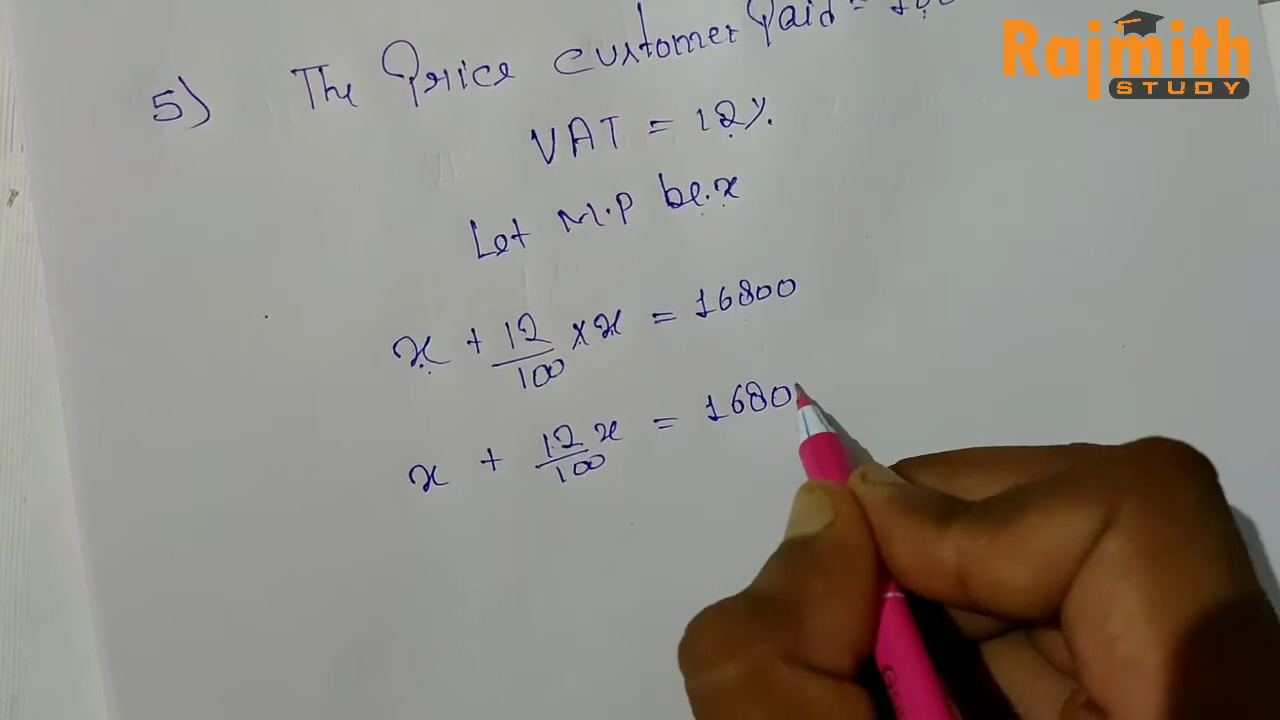 5) The Price customer Paid =
Rajmith
STUDY
VAT = 12%
Let M.P be x
x + 12/100 × x = 16800
x + 12/100 x = 1680